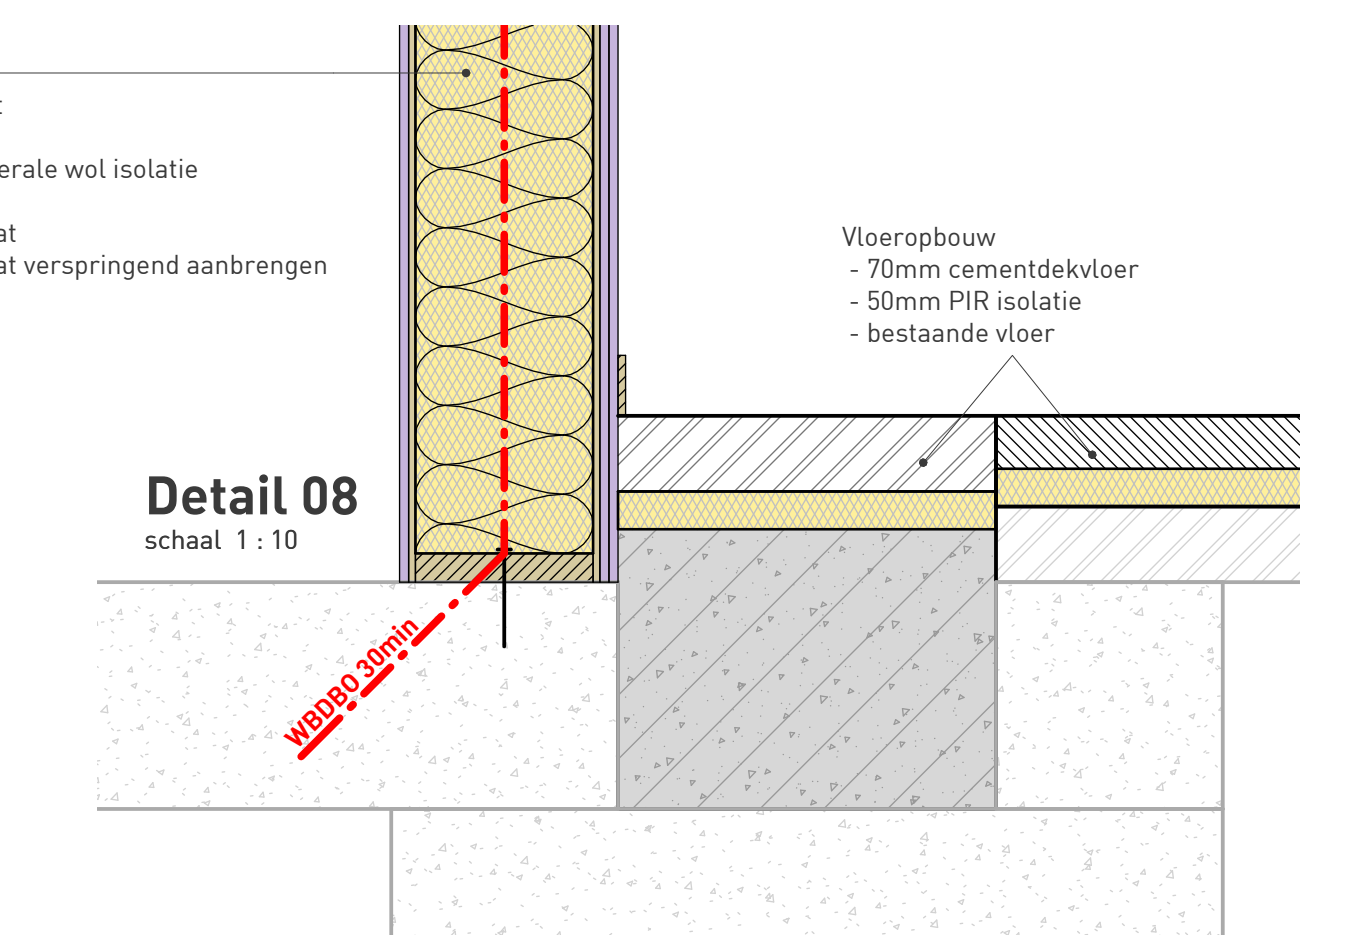 erale wol isolatie
at
at verspringend aanbrengen
Vloeropbouw
- 70mm cementdekvloer
- 50mm PIR isolatie
- bestaande vloer
Detail 08
schaal 1 : 10
WBDBO 30min